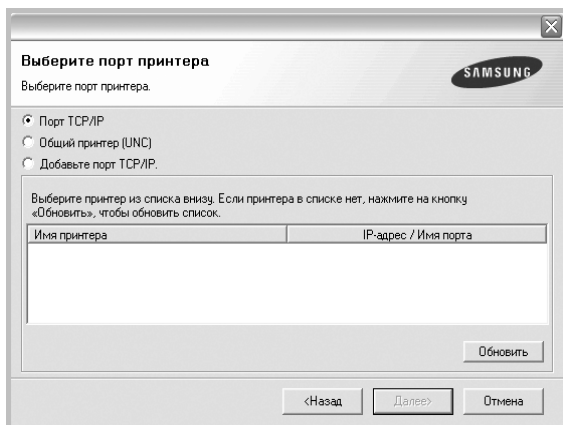 Выберите порт принтера
SAMSUNG
Выберите порт принтера.
Порт TCP/IP
Общий принтер (UNC)
Добавьте порт TCP/IP.
Выберите принтер из списка внизу. Если принтера в списке нет, нажмите на кнопку
«Обновить», чтобы обновить список.
Имя принтера IP-адрес / Имя порта
Обновить
<Назад Далее> Отмена